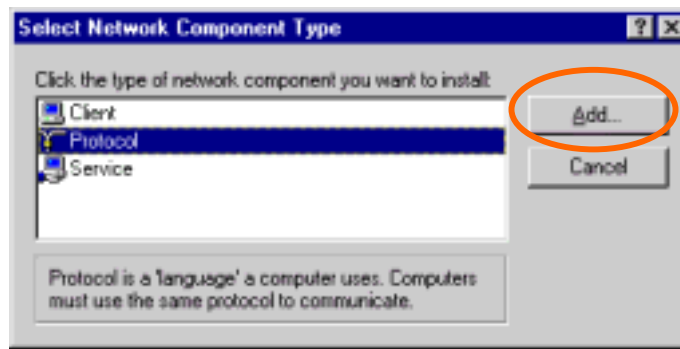 Select Network Component Type
Click the type of network component you want to install:
Client
Add...
Protocol
Service
Cancel
Protocol is a 'language' a computer uses. Computers
must use the same protocol to communicate.